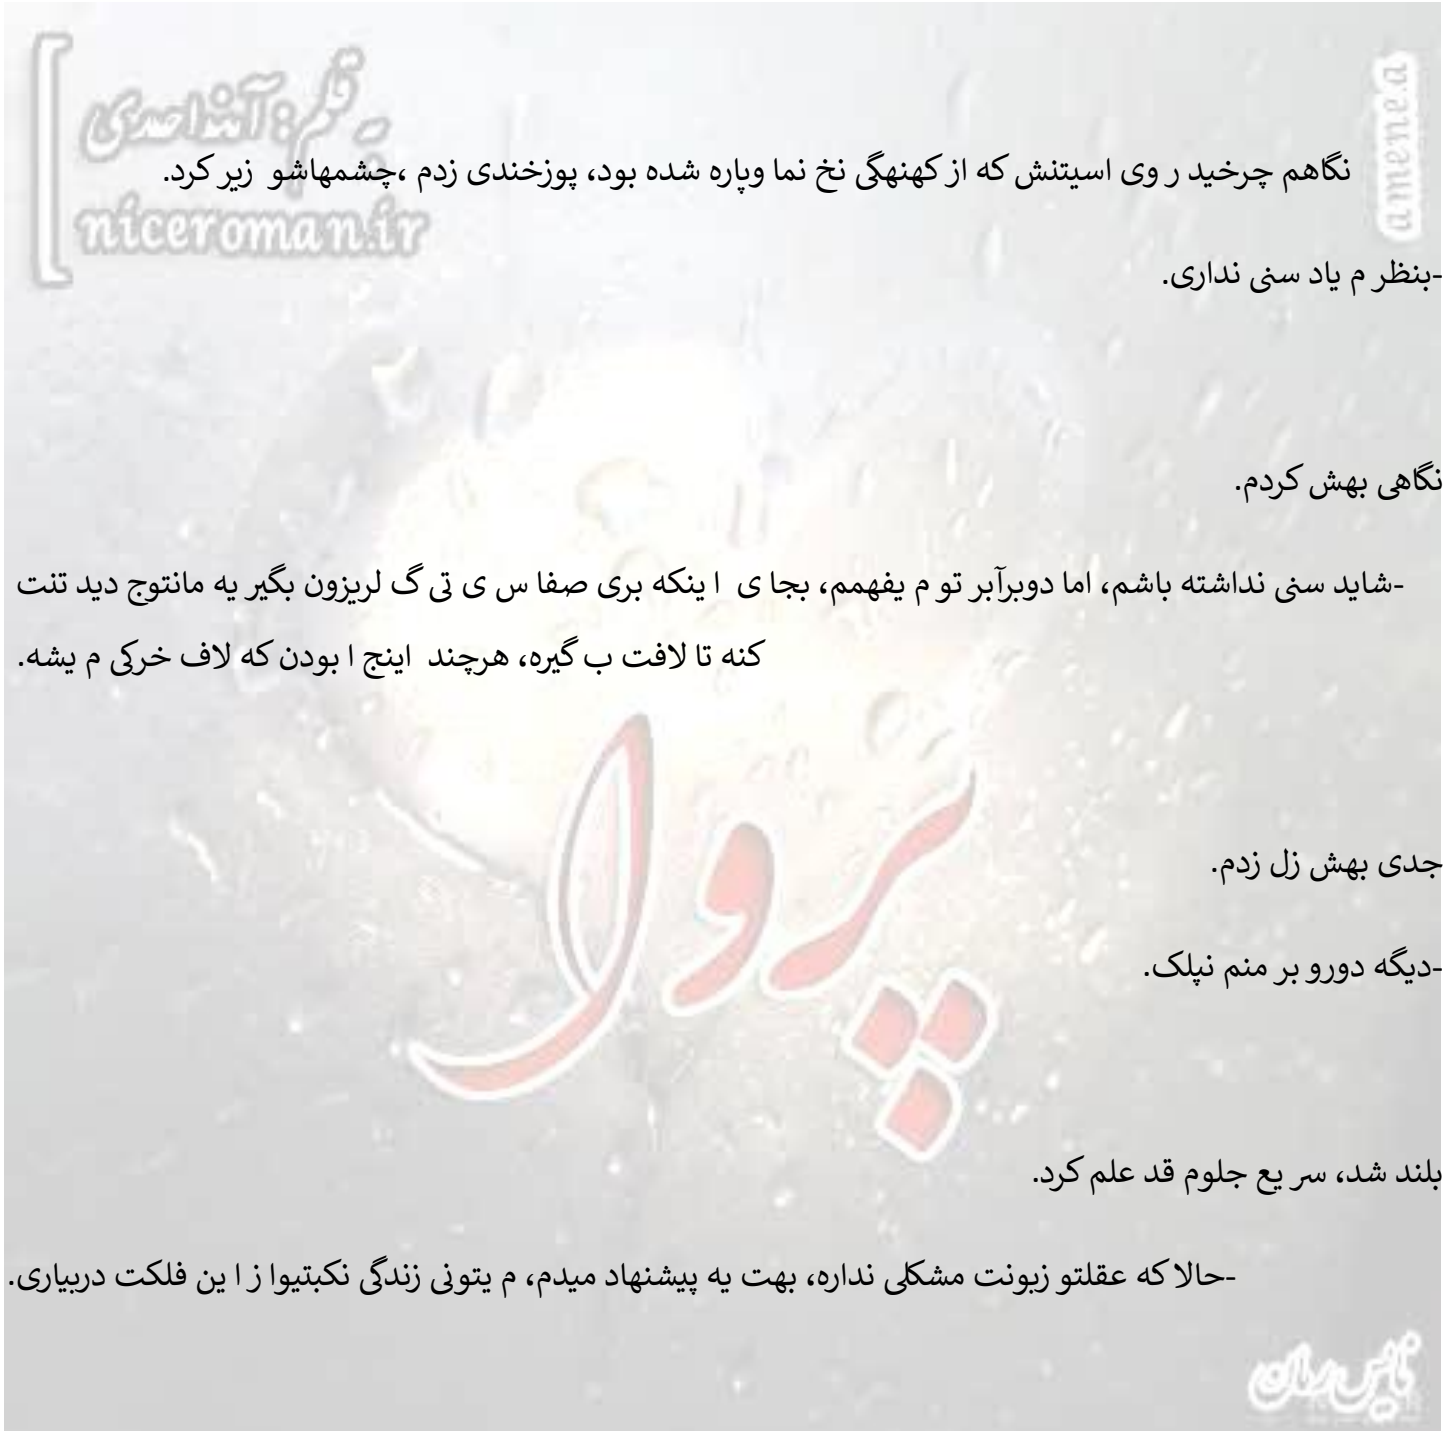 قلم: آمنه احمدی
niceroman.ir
amenea
نگاهم چرخید ر وی اسیتنش که از کهنهگی نخ نما وپاره شده بود، پوزخندی زدم ،چشمهاشو زیر کرد.
-بنظر م یاد سنی نداری.
نگاهی بهش کردم.
-شاید سنی نداشته باشم، اما دوبرآبر تو م یفهمم، بجا ی ا ینکه بری صفا س ی تی گ لریزون بگیر یه مانتوج دید تنت
کنه تا لافت ب گیره، هرچند اینج ا بودن که لاف خرکی م یشه.
جدی بهش زل زدم.
-دیگه دورو بر منم نپلک.
پروا
بلند شد، سر یع جلوم قد علم کرد.
-حالا که عقلتو زبونت مشکلی نداره، بهت یه پیشنهاد میدم، م یتونی زندگی نکبتیوا ز ا ین فلکت دربیاری.
نایس رمان